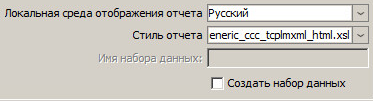 Локальная среда отображения отчета Русский
Стиль отчета eneric_ccc_tcplmxml_html.xsl
Имя набора данных:
Создать набор данных